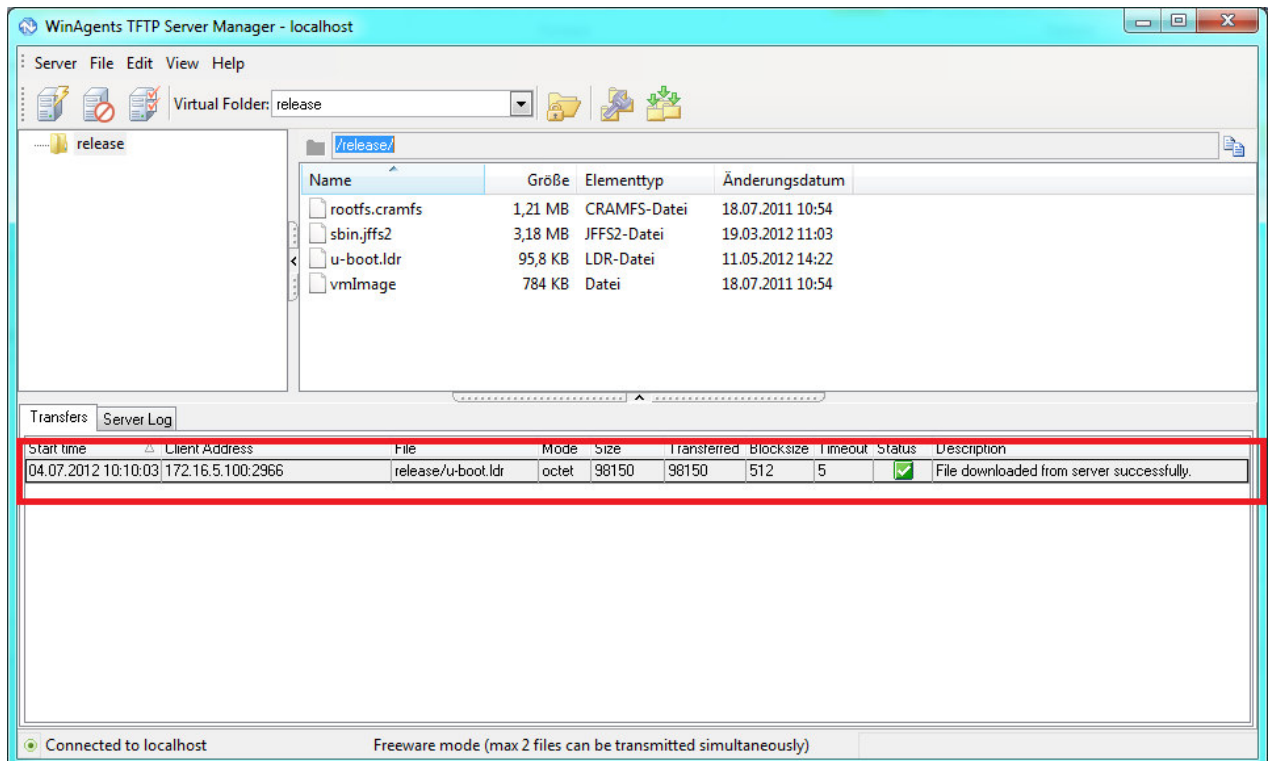 WinAgents TFTP Server Manager - localhost
Server File Edit View Help
Virtual Folder: release
release
/release/
Name Größe Elementtyp Änderungsdatum
rootfs.cramfs 1,21 MB CRAMFS-Datei 18.07.2011 10:54
sbin.jffs2 3,18 MB JFFS2-Datei 19.03.2012 11:03
u-boot.ldr 95,8 KB LDR-Datei 11.05.2012 14:22
vmImage 784 KB Datei 18.07.2011 10:54
Transfers Server Log
Start time Client Address File Mode Size Transferred Blocksize Timeout Status Description
04.07.2012 10:10:03 172.16.5.100:2966 release/u-boot.ldr octet 98150 98150 512 5 File downloaded from server successfully.
Connected to localhost Freeware mode (max 2 files can be transmitted simultaneously)